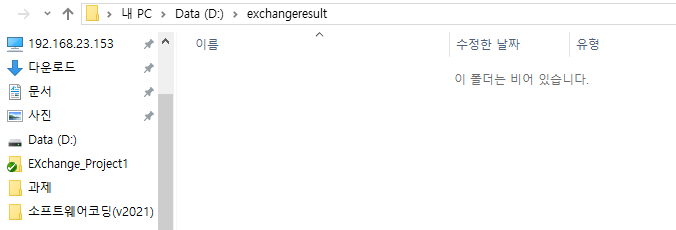 내 PC > Data (D:) > exchangeresult
이름 수정한 날짜 유형
이 폴더는 비어 있습니다.
192.168.23.153
다운로드
문서
사진
Data (D:)
EXchange_Project1
과제
소프트웨어코딩(v2021)